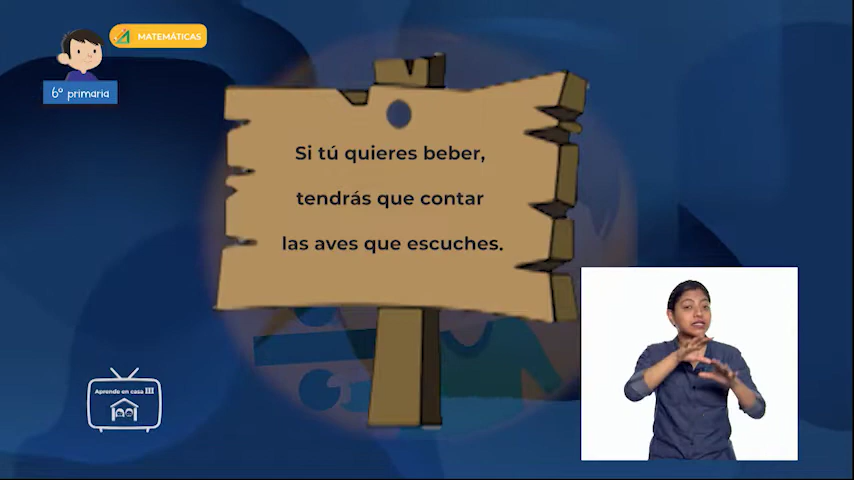 MATEMÁTICAS
6º primaria
Si tú quieres beber,
tendrás que contar
las aves que escuches.
Aprende en casa III